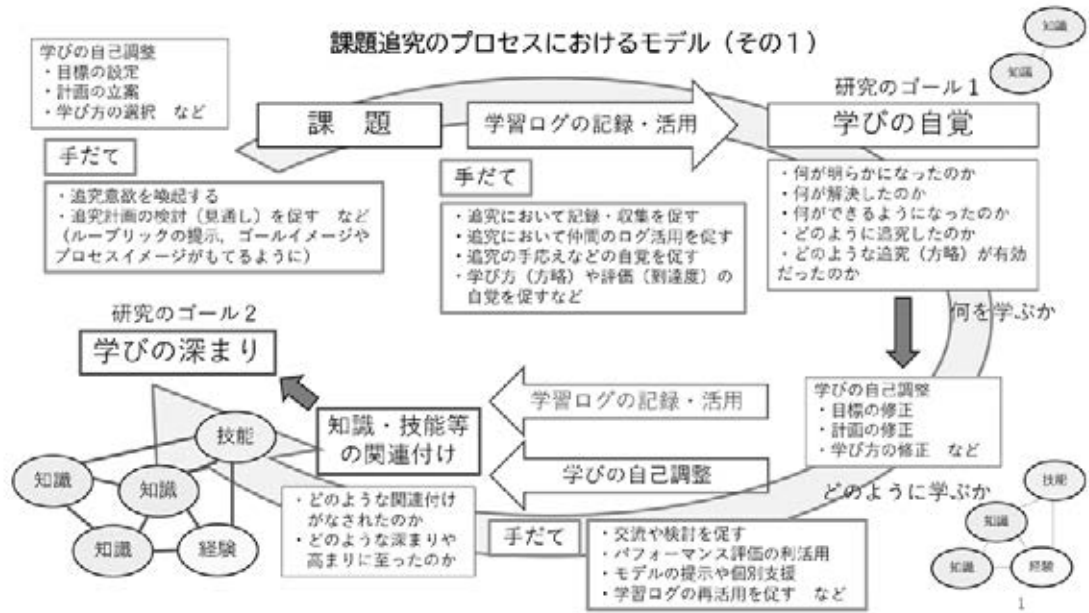 課題追究のプロセスにおけるモデル（その１）
知識
知識
学びの自己調整
・目標の設定
・計画の立案
・学び方の選択　など
課　題
学習ログの記録・活用
研究のゴール１
学びの自覚
手だて
・追究意欲を喚起する
・追究計画の検討（見通し）を促す　など
（ルーブリックの提示，ゴールイメージや
プロセスイメージがもてるように）
手だて
・追究において記録・収集を促す
・追究において仲間のログ活用を促す
・追究の手応えなどの自覚を促す
・学び方（方略）や評価（到達度）の
自覚を促すなど
・何が明らかになったのか
・何が解決したのか
・何ができるようになったのか
・どのように追究したのか
・どのような追究（方略）が有効
だったのか
何を学ぶか
研究のゴール２
学びの深まり
学習ログの記録・活用
学びの自己調整
・目標の修正
・計画の修正
・学び方の修正　など
知識・技能等
の関連付け
学びの自己調整
どのように学ぶか
技能
知識
知識
知識
経験
・どのような関連付け
がなされたのか
・どのような深まりや
高まりに至ったのか
手だて
・交流や検討を促す
・パフォーマンス評価の利活用
・モデルの提示や個別支援
・学習ログの再活用を促す　など
技能
知識
知識
経験
1